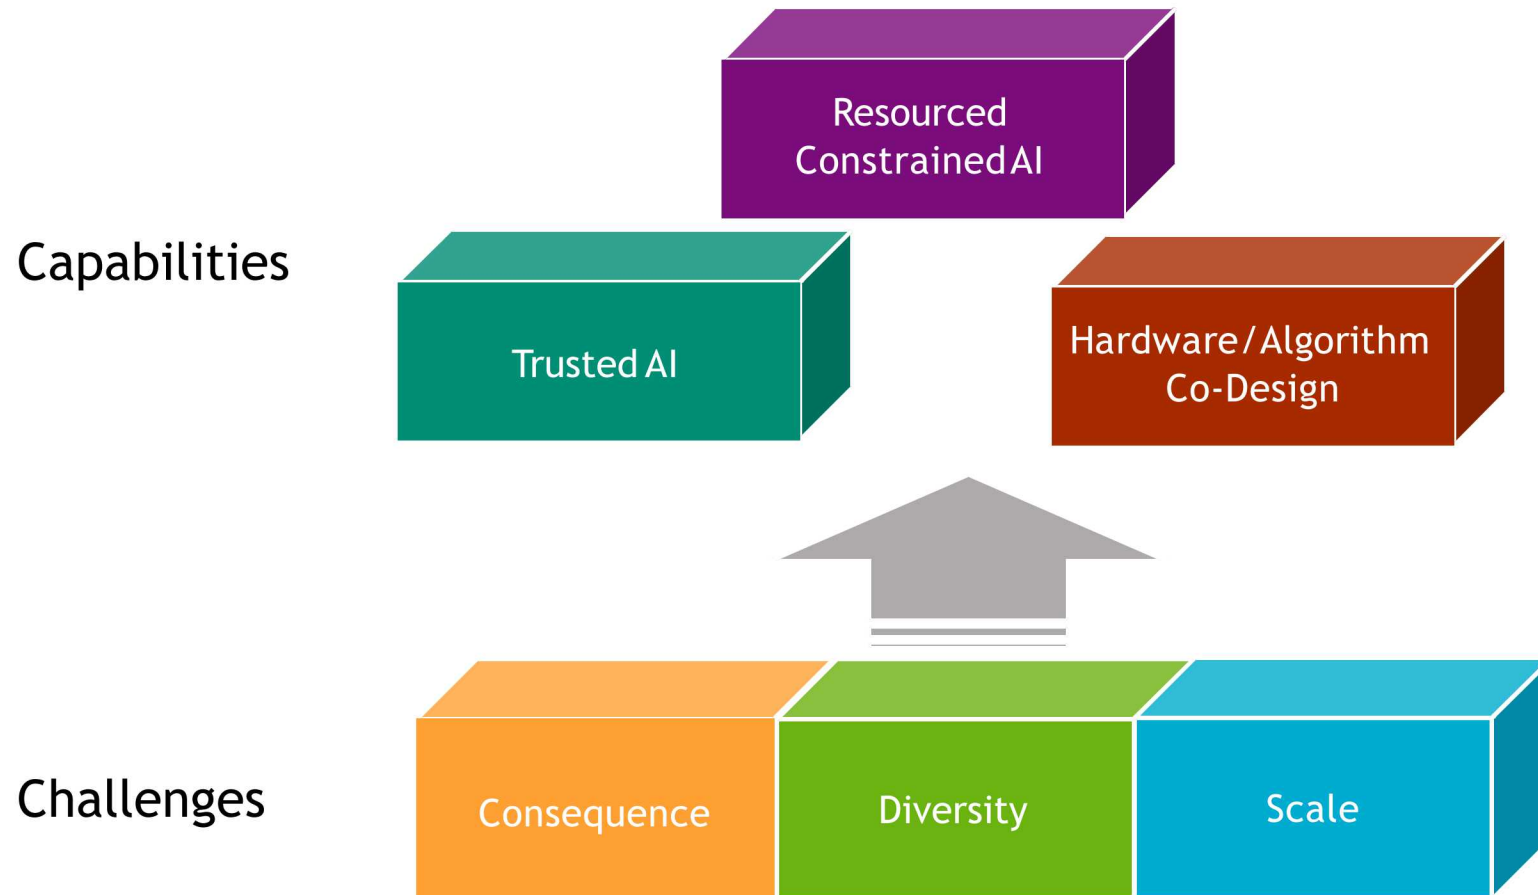 Resourced
Constrained AI
Capabilities
Trusted AI
Hardware/Algorithm
Co-Design
Challenges
Consequence
Diversity
Scale